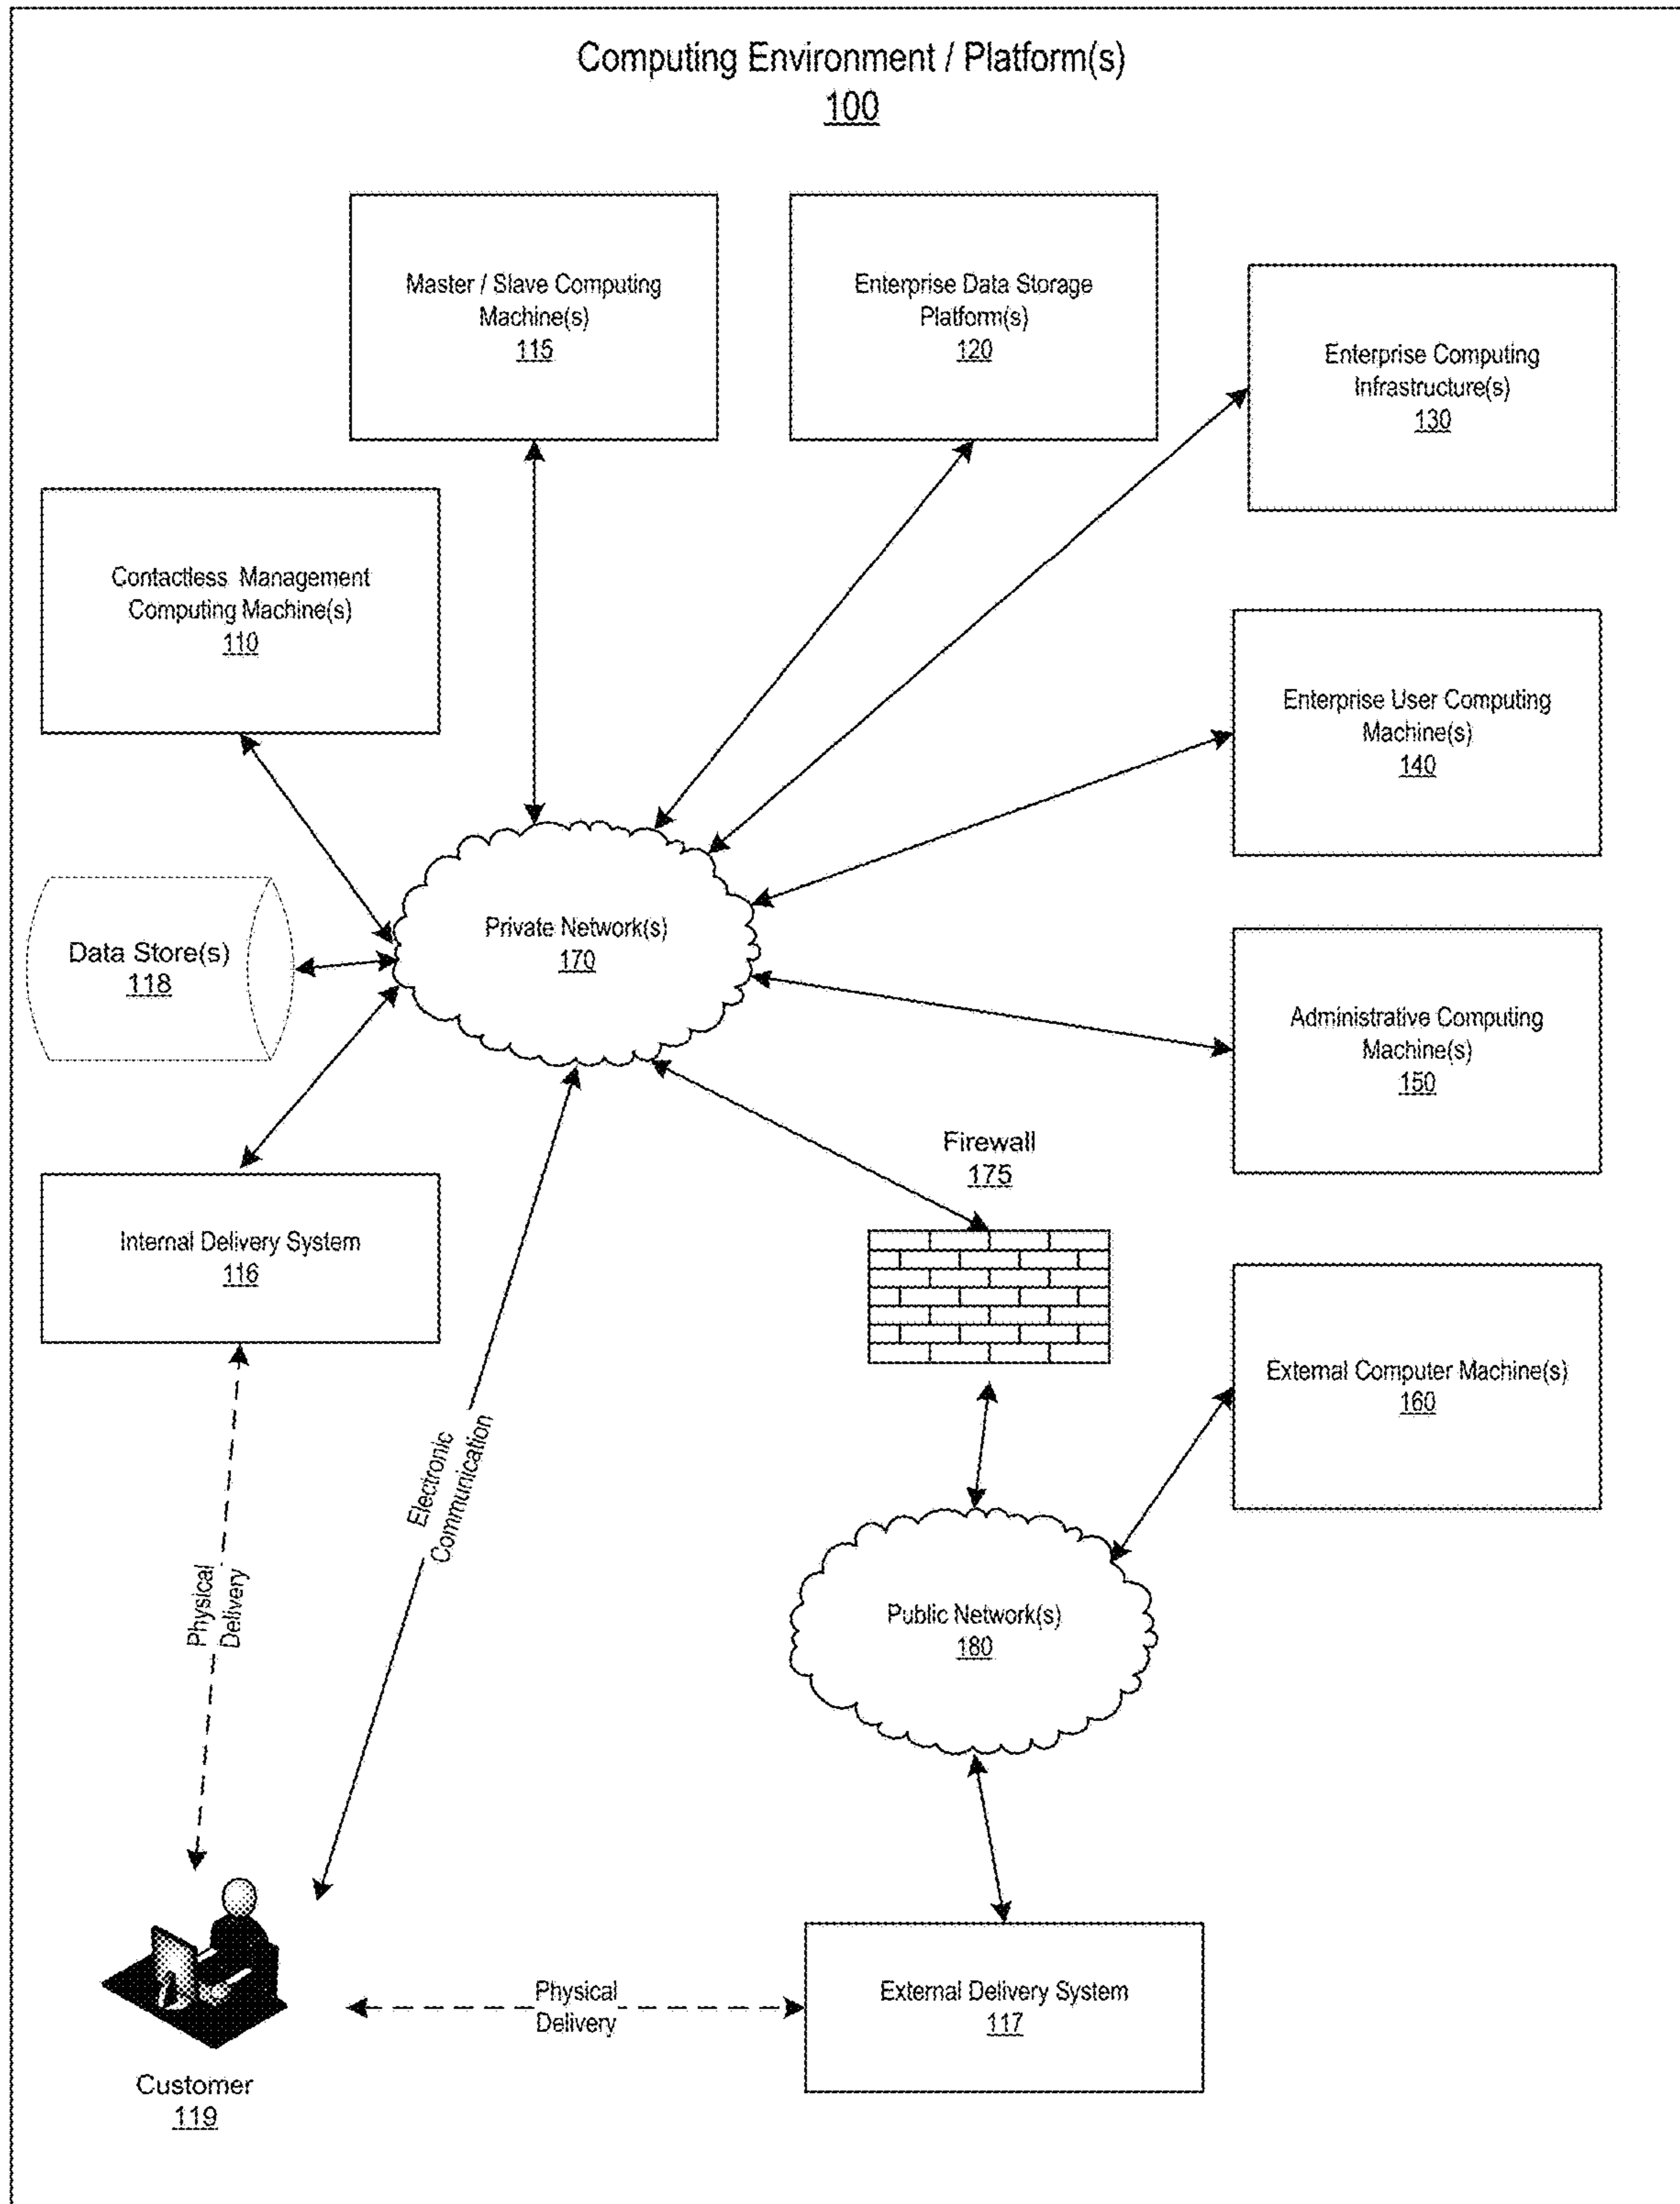 Computing Environment / Platform(s)
100
Master / Slave Computing
Machine(s)
115
Enterprise Data Storage
Platform(s)
120
Enterprise Computing
Infrastructure(s)
130
Contactless Management
Computing Machine(s)
110
Enterprise User Computing
Machine(s)
140
Private Network(s)
170
Data Store(s)
118
Administrative Computing
Machine(s)
150
Firewall
175
Internal Delivery System
116
External Computer Machine(s)
160
Electronic
Communication
Physical
Delivery
Public Network(s)
180
Physical
Delivery
External Delivery System
117
Customer
119